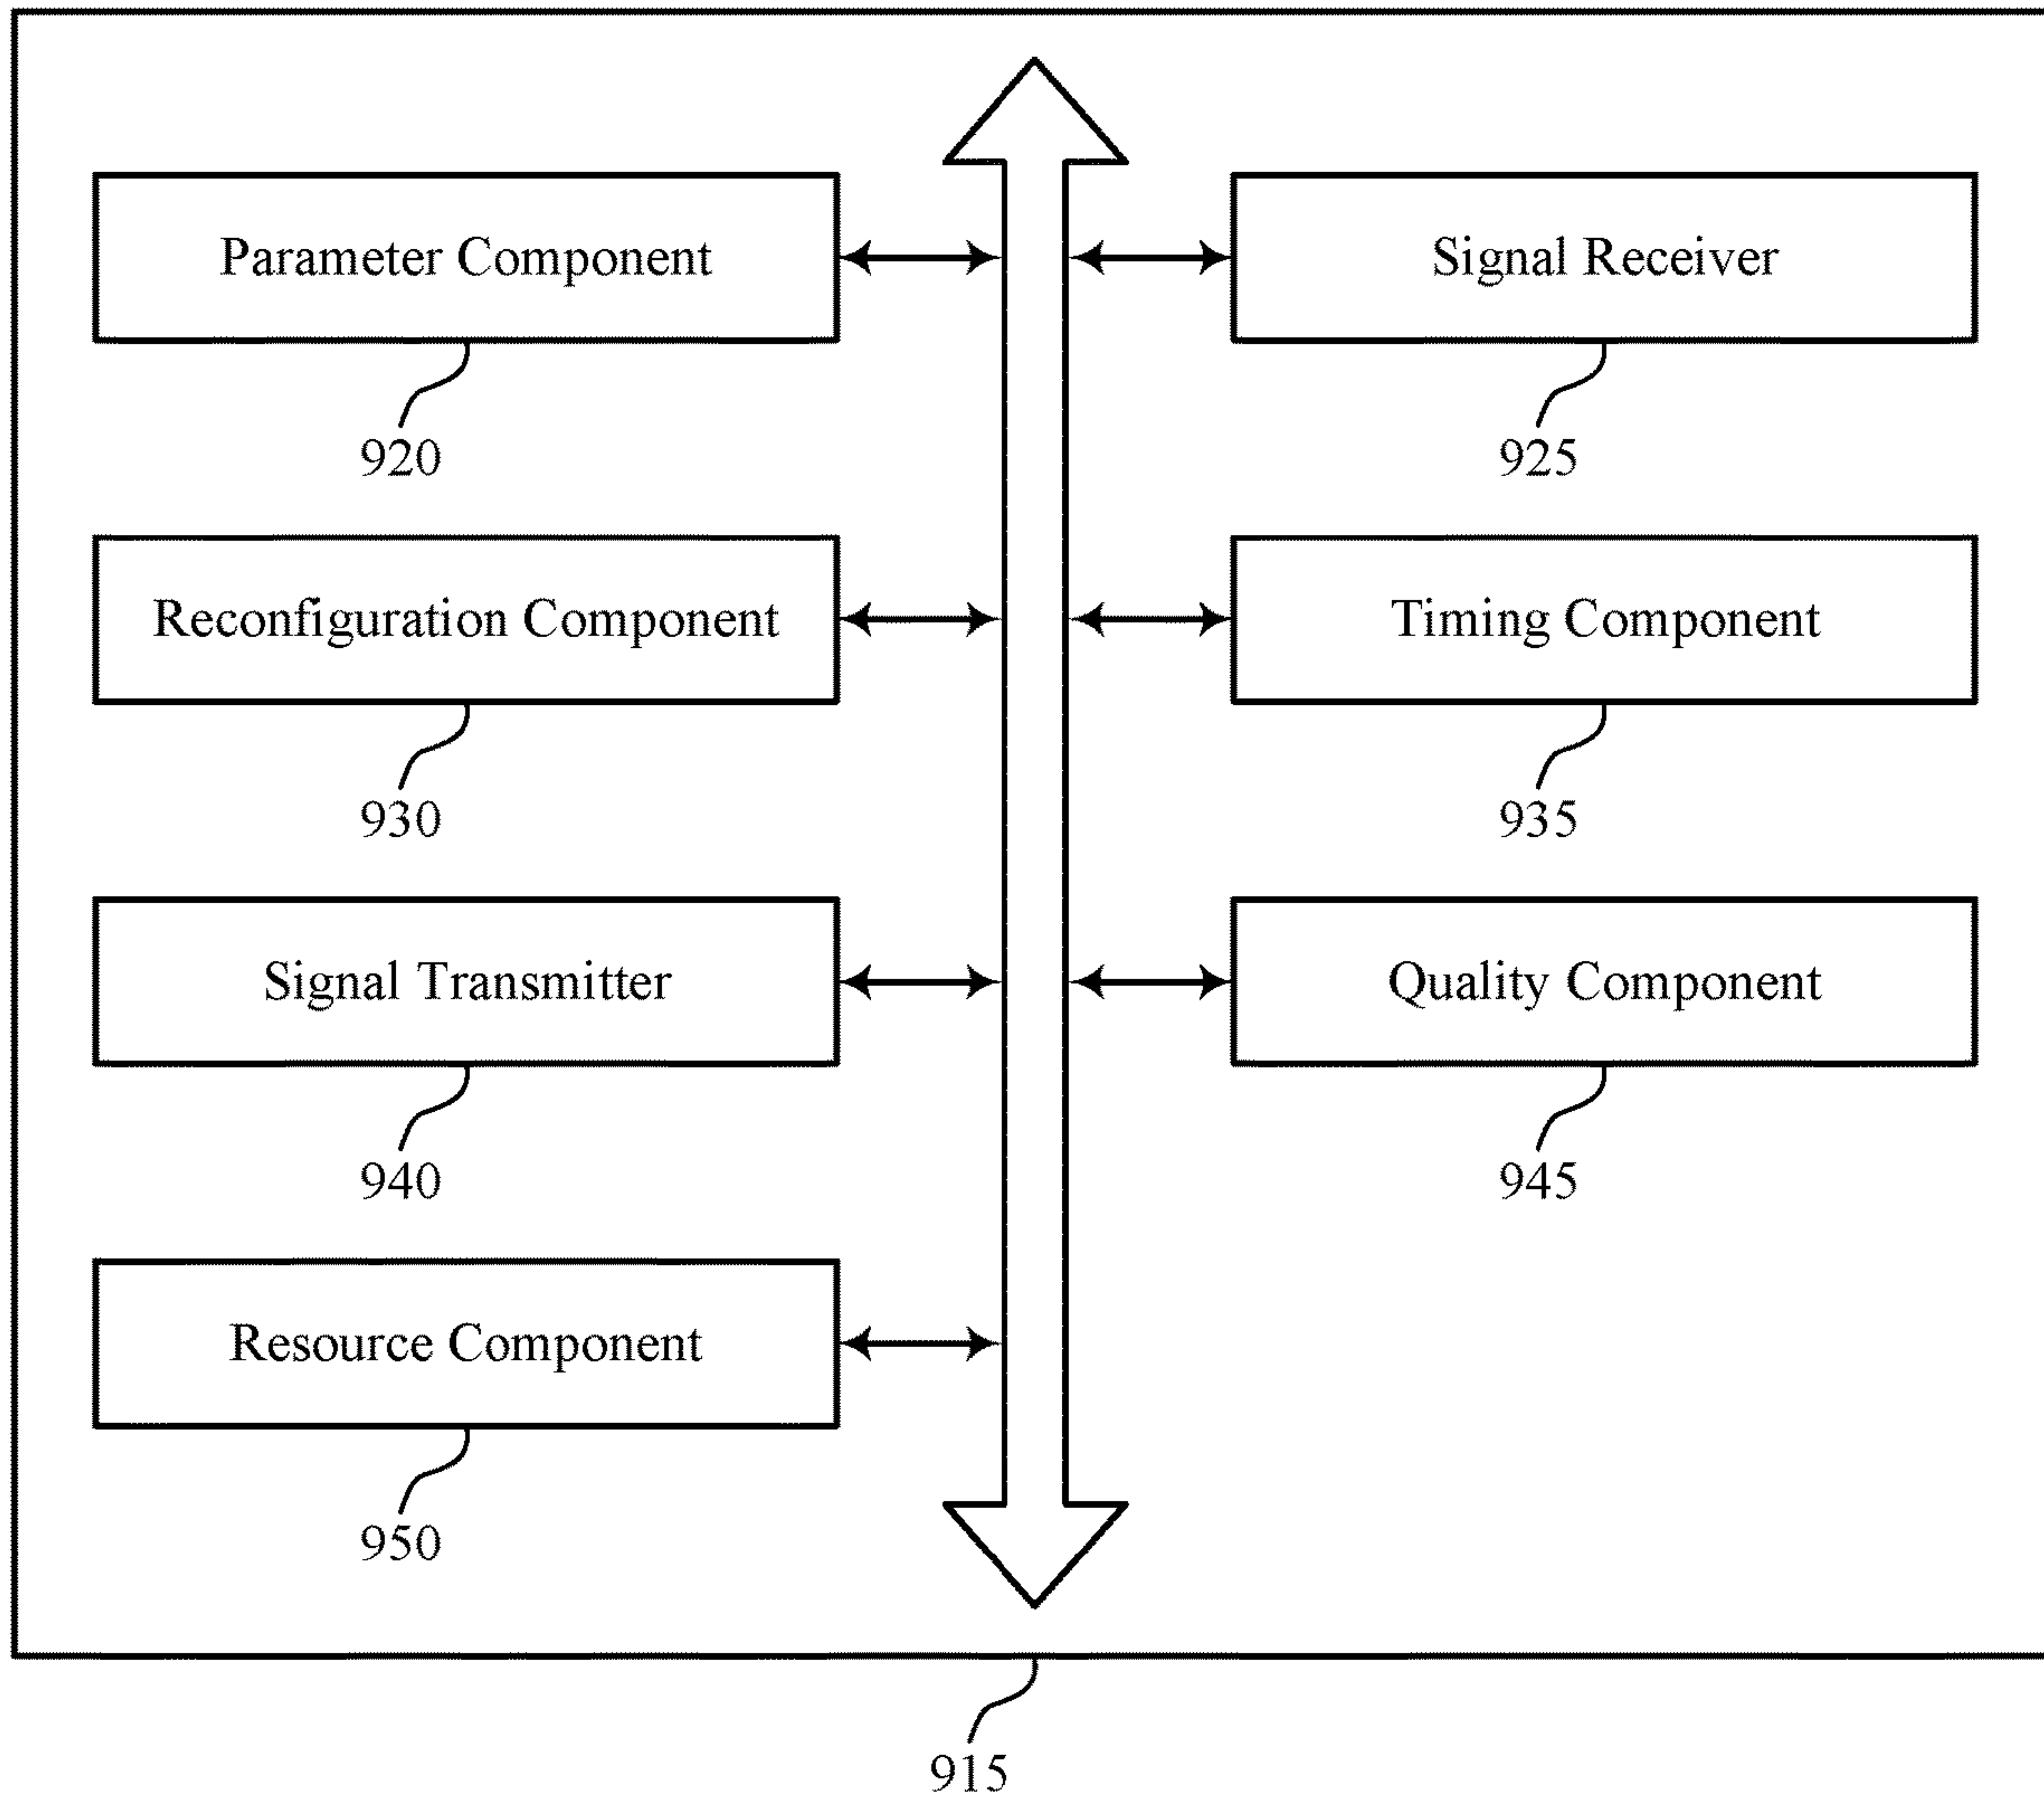 Parameter Component
Signal Receiver
920
925
Reconfiguration Component
Timing Component
930
935
Signal Transmitter
Quality Component
940
945
Resource Component
950
915